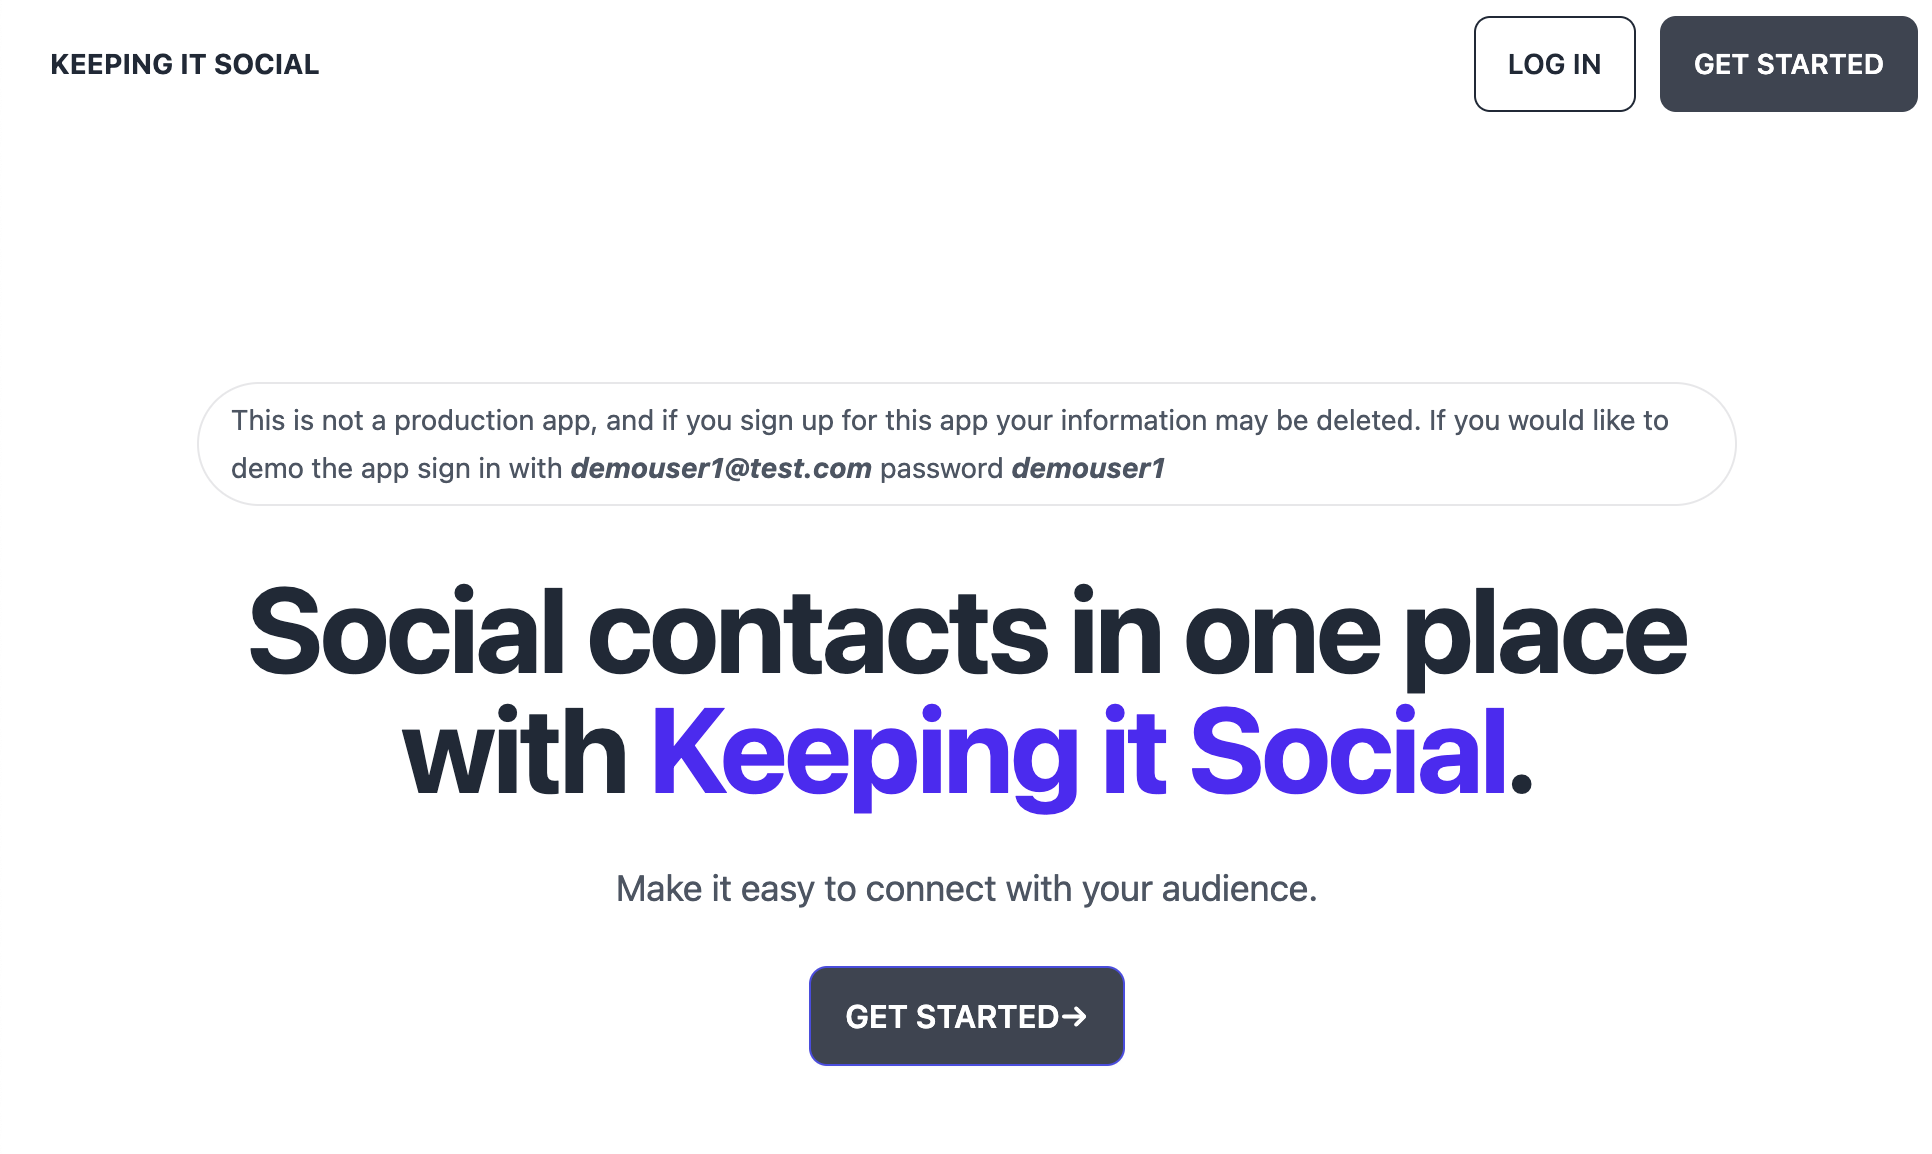 KEEPING IT SOCIAL
LOG IN
GET STARTED
This is not a production app, and if you sign up for this app your information may be deleted. If you would like to
demo the app sign in with demouser1@test.com password demouser1
Social contacts in one place
with Keeping it Social.
Make it easy to connect with your audience.
GET STARTED→